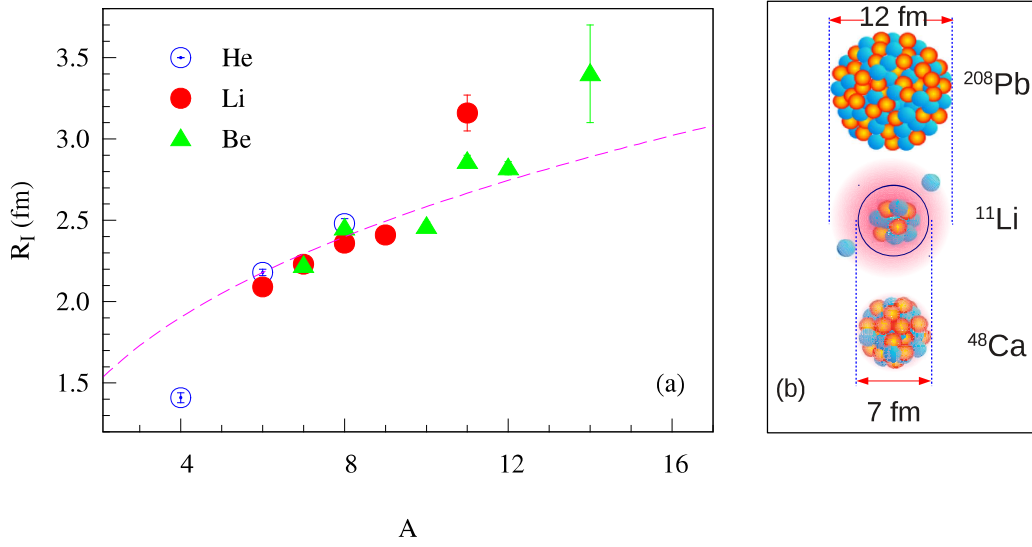 3.5
3.0
2.5
2.0
1.5
R_I (fm)
He
Li
Be
(a)
4
8
12
16
A
12 fm
²⁰⁸Pb
¹¹Li
⁴⁸Ca
(b)
7 fm